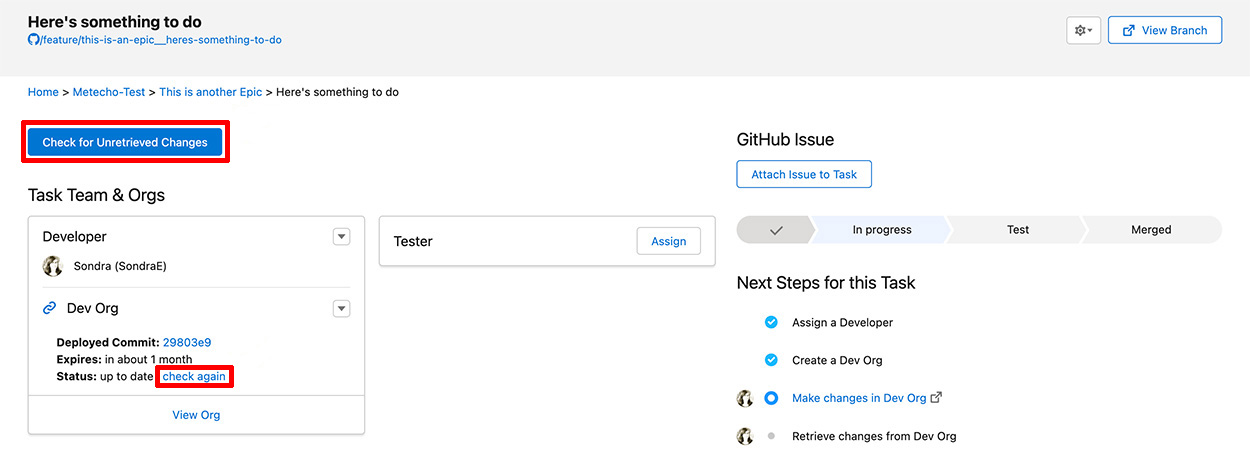 Here's something to do
/feature/this-is-an-epic__heres-something-to-do
View Branch
Home > Metecho-Test > This is another Epic > Here's something to do
Check for Unretrieved Changes
Task Team & Orgs
Developer
Sondra (SondraE)
Dev Org
Deployed Commit: 29803e9
Expires: in about 1 month
Status: up to date check again
View Org
Tester
Assign
GitHub Issue
Attach Issue to Task
In progress
Test
Merged
Next Steps for this Task
Assign a Developer
Create a Dev Org
Make changes in Dev Org
Retrieve changes from Dev Org